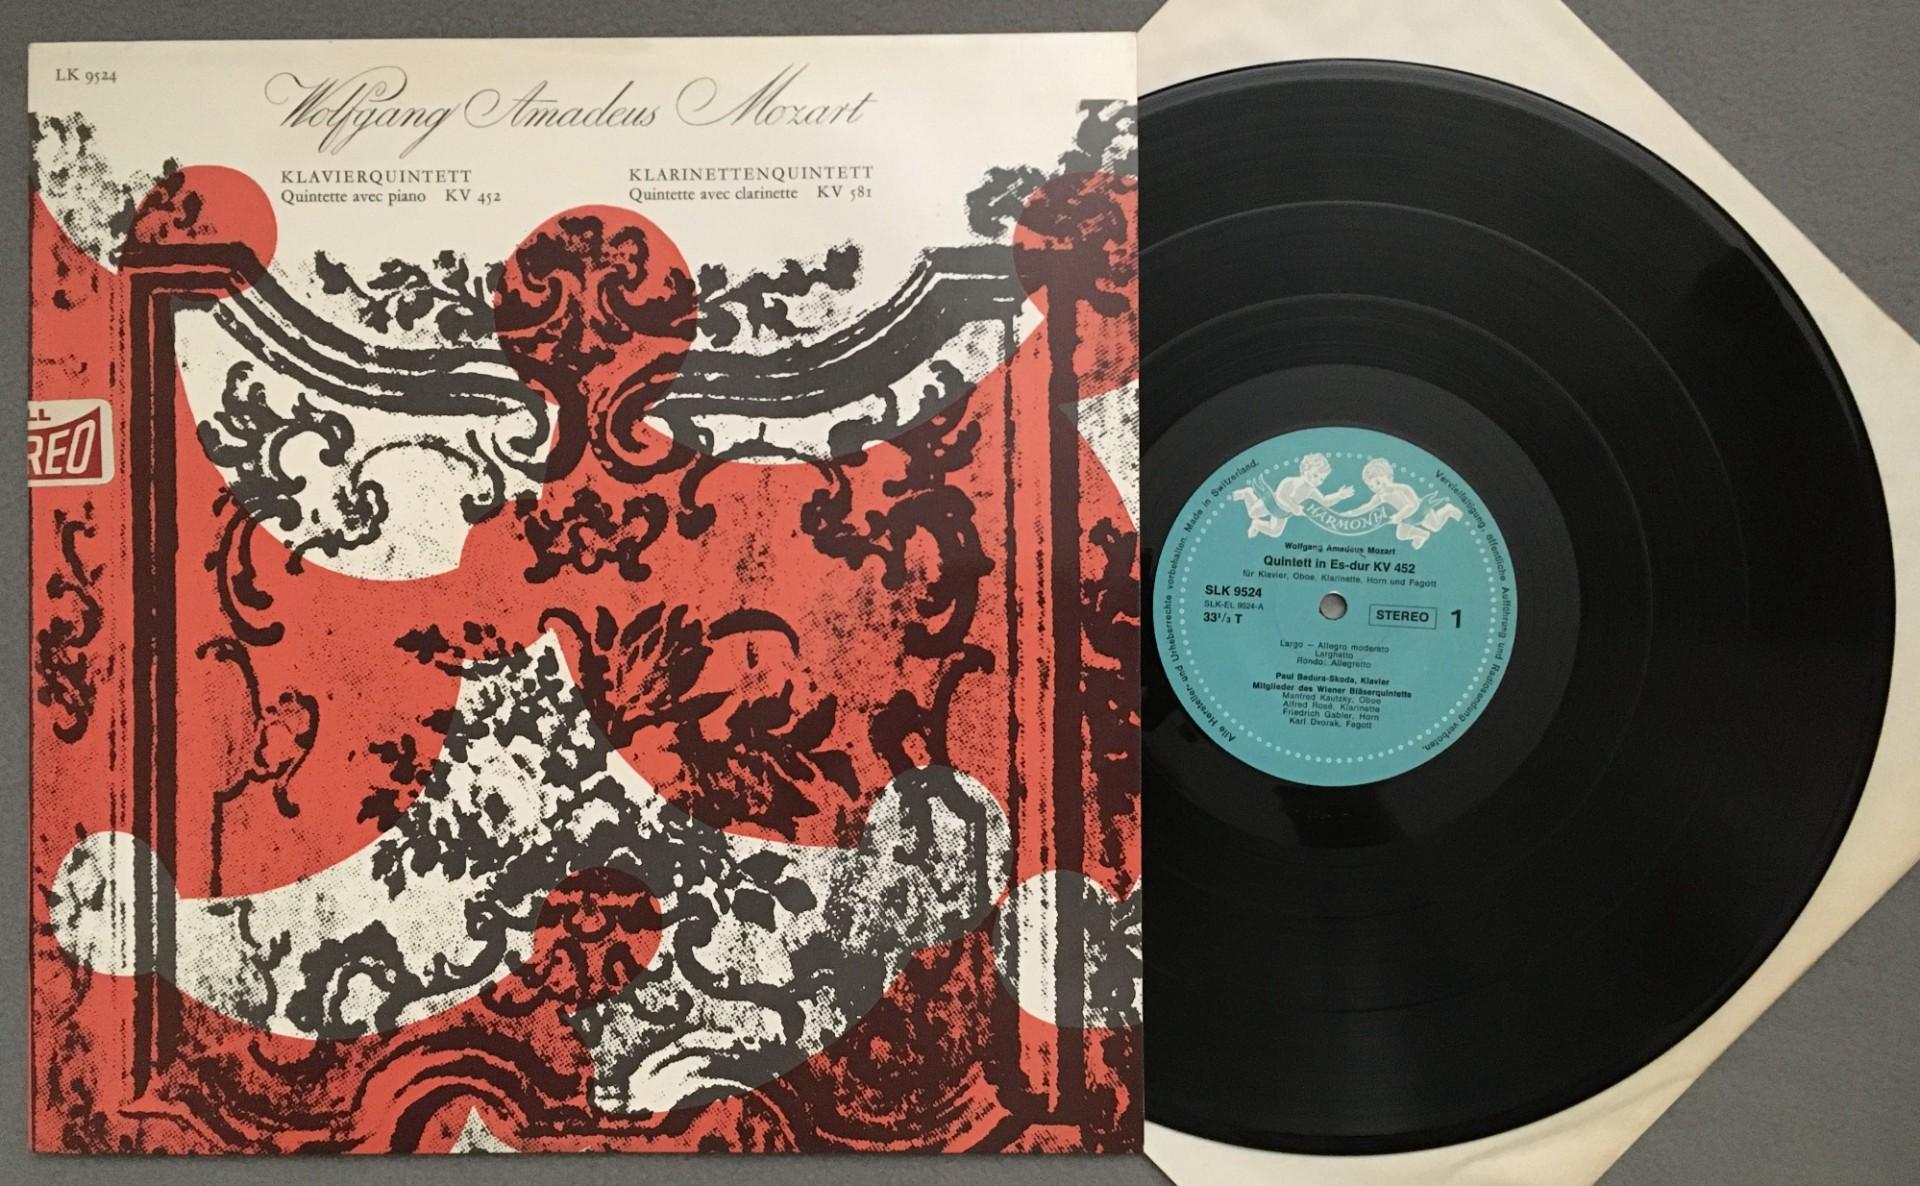 LK 9524
Wolfgang Amadeus Mozart
KLAVIERQUINTETT
Quintette avec piano KV 452
KLARINETTENQUINTETT
Quintette avec clarinette KV 581
REO
HARMONIA
Wolfgang Amadeus Mozart
Quintett in Es-dur KV 452
für Klavier, Oboe, Klarinette, Horn und Fagott
SLK 9524
SLK-EL 9524-A
33¹/₃ T
STEREO
1
Largo – Allegro moderato
Larghetto
Rondo: Allegretto
Paul Badura-Skoda, Klavier
Mitglieder des Wiener Bläserquintetts
Manfred Kautzky, Oboe
Alfred Rosé, Klarinette
Friedrich Gabler, Horn
Karl Dvorak, Fagott
Alle Hersteller- und Urheberrechte vorbehalten. Made in Switzerland.
Vervielfältigung, öffentliche Aufführung und Radiosendung verboten.